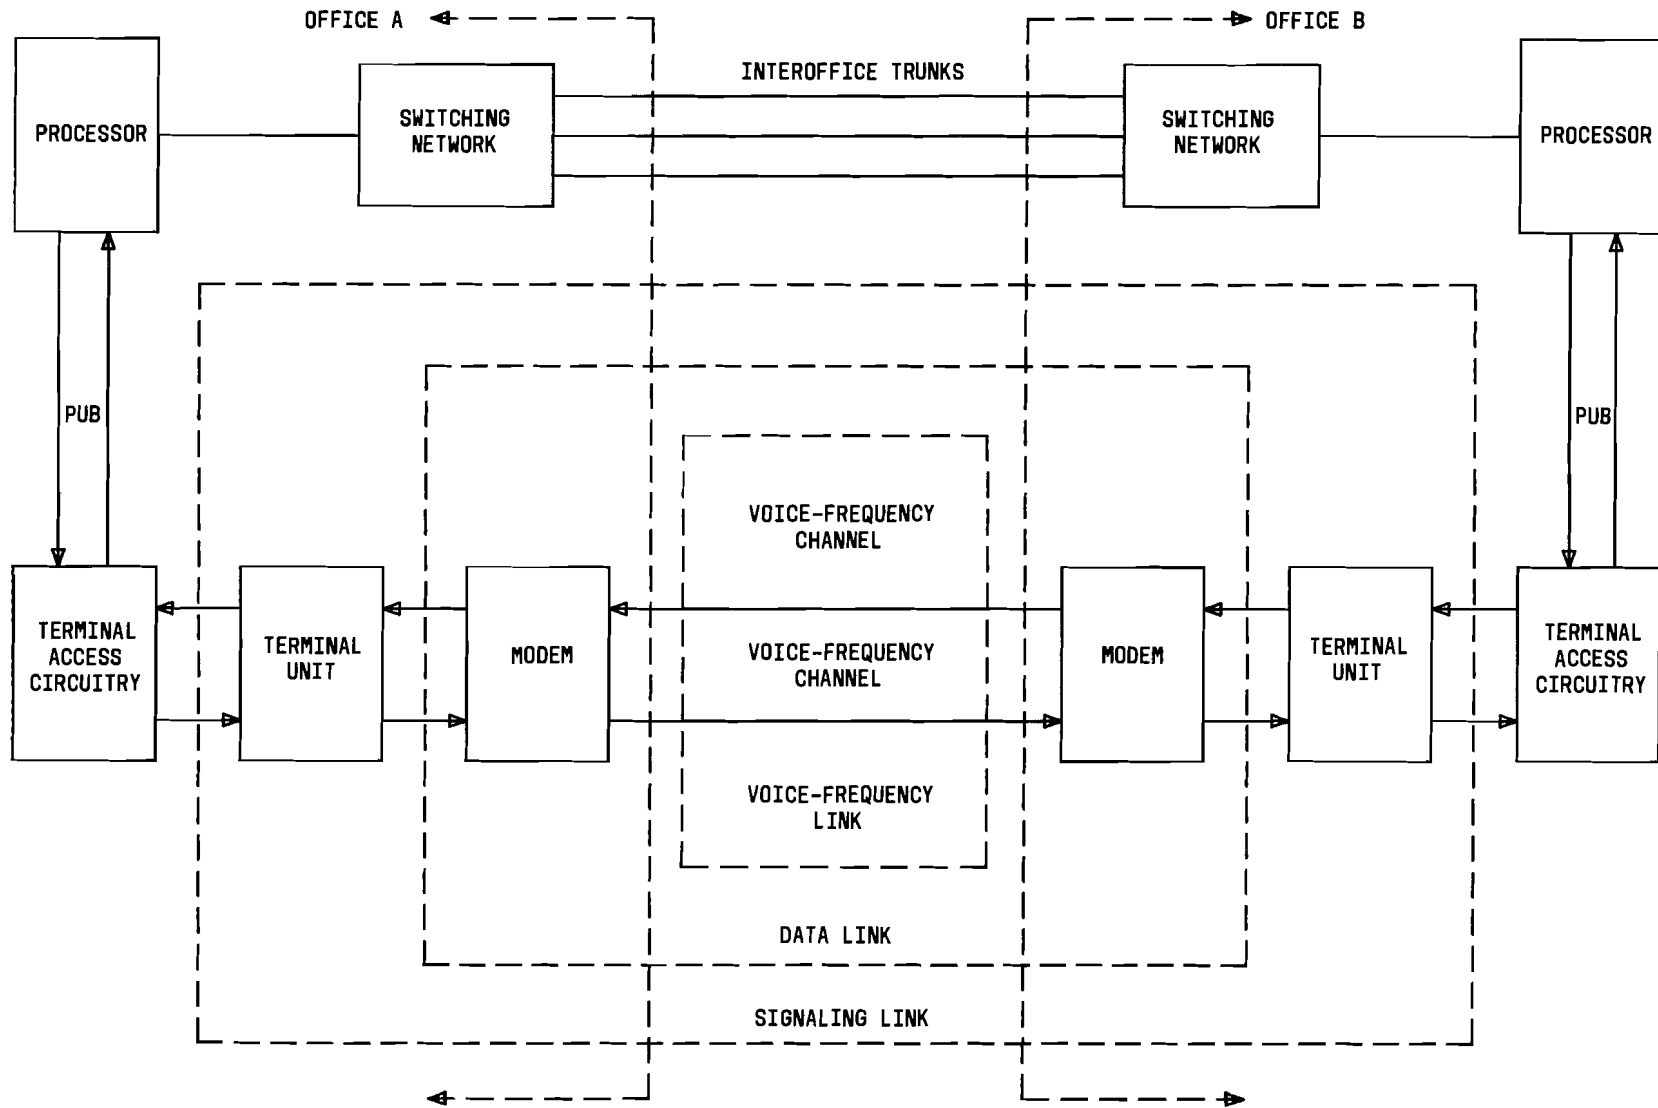 OFFICE A
OFFICE B
INTEROFFICE TRUNKS
PROCESSOR
SWITCHING
NETWORK
SWITCHING
NETWORK
PROCESSOR
PUB
PUB
VOICE-FREQUENCY
CHANNEL
TERMINAL
ACCESS
CIRCUITRY
TERMINAL
UNIT
MODEM
VOICE-FREQUENCY
CHANNEL
MODEM
TERMINAL
UNIT
TERMINAL
ACCESS
CIRCUITRY
VOICE-FREQUENCY
LINK
DATA LINK
SIGNALING LINK